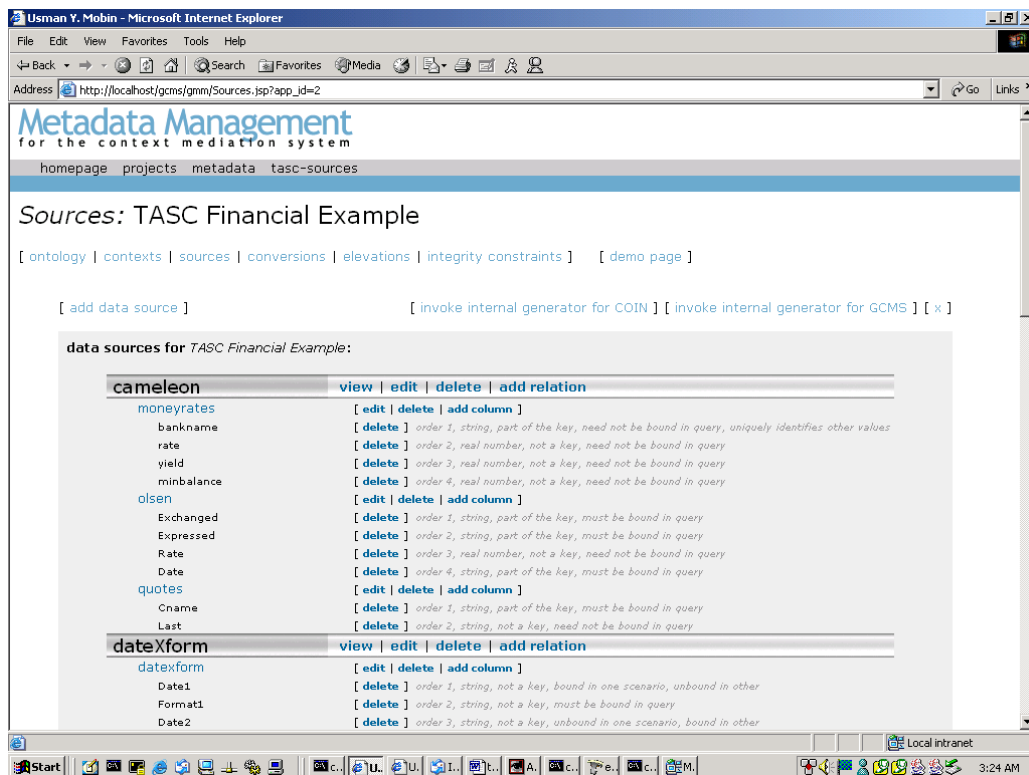 Usman Y. Mobin - Microsoft Internet Explorer
File Edit View Favorites Tools Help
Back Search Favorites Media
Address http://localhost/gcms/gmm/Sources.jsp?app_id=2 Go Links »
Metadata Management
for the context mediation system
homepage projects metadata tasc-sources
Sources: TASC Financial Example
[ ontology | contexts | sources | conversions | elevations | integrity constraints ] [ demo page ]
[ add data source ] [ invoke internal generator for COIN ] [ invoke internal generator for GCMS ] [ x ]
data sources for TASC Financial Example:
cameleon view | edit | delete | add relation
moneyrates [ edit | delete | add column ]
bankname [ delete ] order 1, string, part of the key, need not be bound in query, uniquely identifies other values
rate [ delete ] order 2, real number, not a key, need not be bound in query
yield [ delete ] order 3, real number, not a key, need not be bound in query
minbalance [ delete ] order 4, real number, not a key, need not be bound in query
olsen [ edit | delete | add column ]
Exchanged [ delete ] order 1, string, part of the key, must be bound in query
Expressed [ delete ] order 2, string, part of the key, must be bound in query
Rate [ delete ] order 3, real number, not a key, need not be bound in query
Date [ delete ] order 4, string, part of the key, must be bound in query
quotes [ edit | delete | add column ]
Cname [ delete ] order 1, string, part of the key, must be bound in query
Last [ delete ] order 2, string, not a key, need not be bound in query
dateXform view | edit | delete | add relation
datexform [ edit | delete | add column ]
Date1 [ delete ] order 1, string, not a key, bound in one scenario, unbound in other
Format1 [ delete ] order 2, string, not a key, must be bound in query
Date2 [ delete ] order 3, string, not a key, unbound in one scenario, bound in other
Local intranet
Start c.. U.. U. I.. t.. A. c.. e.. c.. M. 3:24 AM